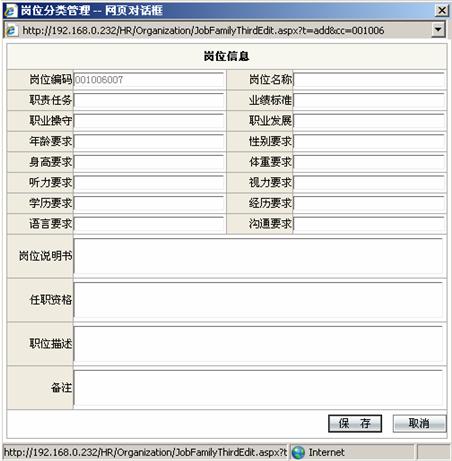 岗位分类管理 -- 网页对话框
http://192.168.0.232/HR/Organization/JobFamilyThirdEdit.aspx?t=add&cc=001006
岗位信息
岗位编码 001006007 岗位名称
职责任务 业绩标准
职业操守 职业发展
年龄要求 性别要求
身高要求 体重要求
听力要求 视力要求
学历要求 经历要求
语言要求 沟通要求
岗位说明书
任职资格
职位描述
备注
保 存 取消
http://192.168.0.232/HR/Organization/JobFamilyThirdEdit.aspx?t Internet